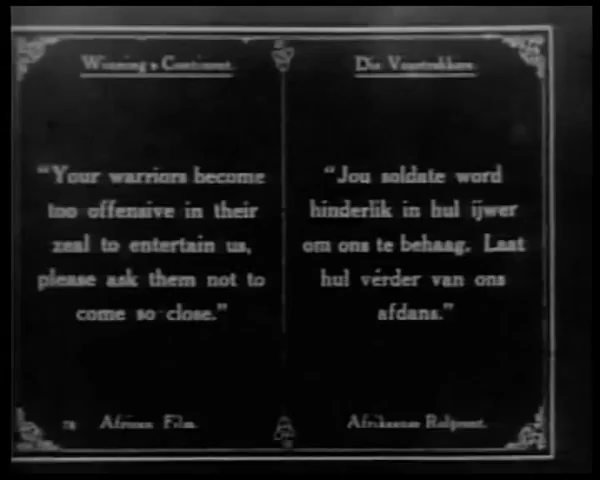 Winning a Continent.
"Your warriors become
too offensive in their
zeal to entertain us,
please ask them not to
come so close."
African Film.
Die Voortrekkers.
"Jou soldate word
hinderlik in hul ijwer
om ons te behaag. Laat
hul vérder van ons
afdans."
Afrikaanse Rolprent.